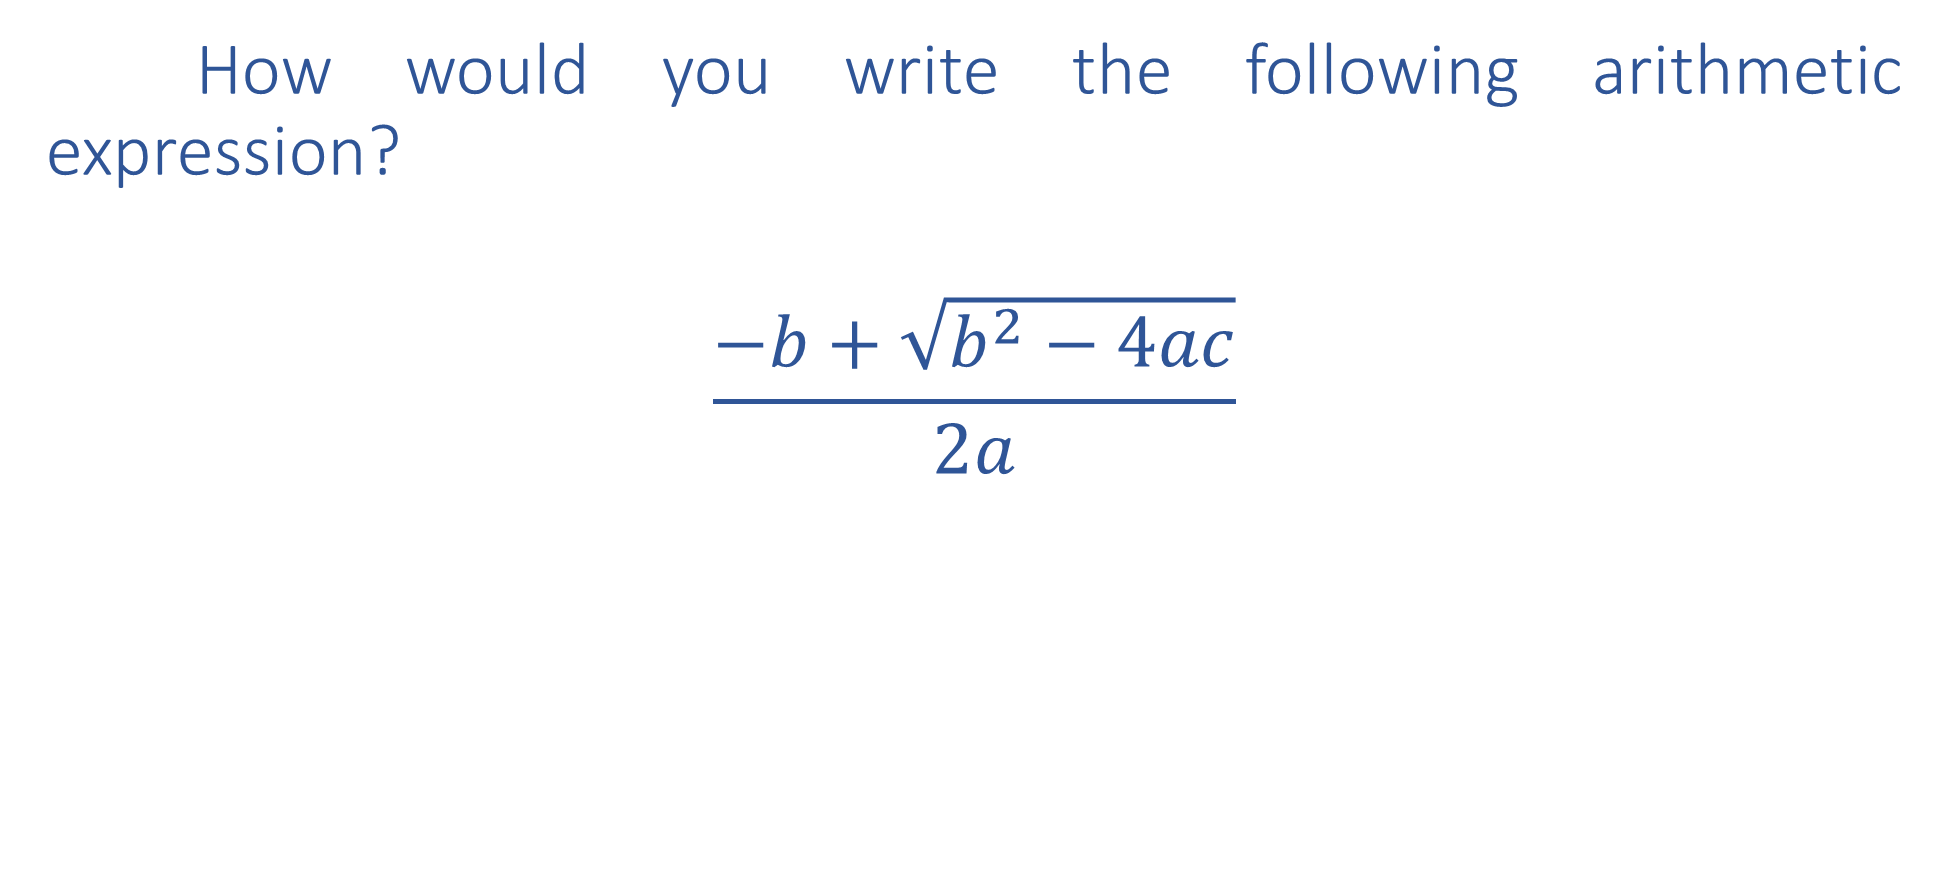 How would you write the following arithmetic
expression?
−b + √b² − 4ac
2a